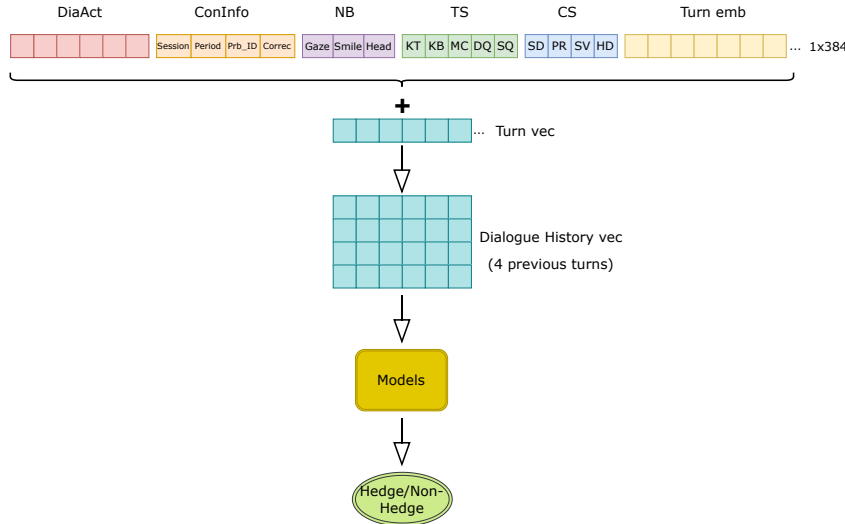 DiaAct ConInfo NB TS CS Turn emb
Session Period Prb_ID Correc Gaze Smile Head KT KB MC DQ SQ SD PR SV HD ... 1x384
+
... Turn vec
Dialogue History vec
(4 previous turns)
Models
Hedge/Non-
Hedge